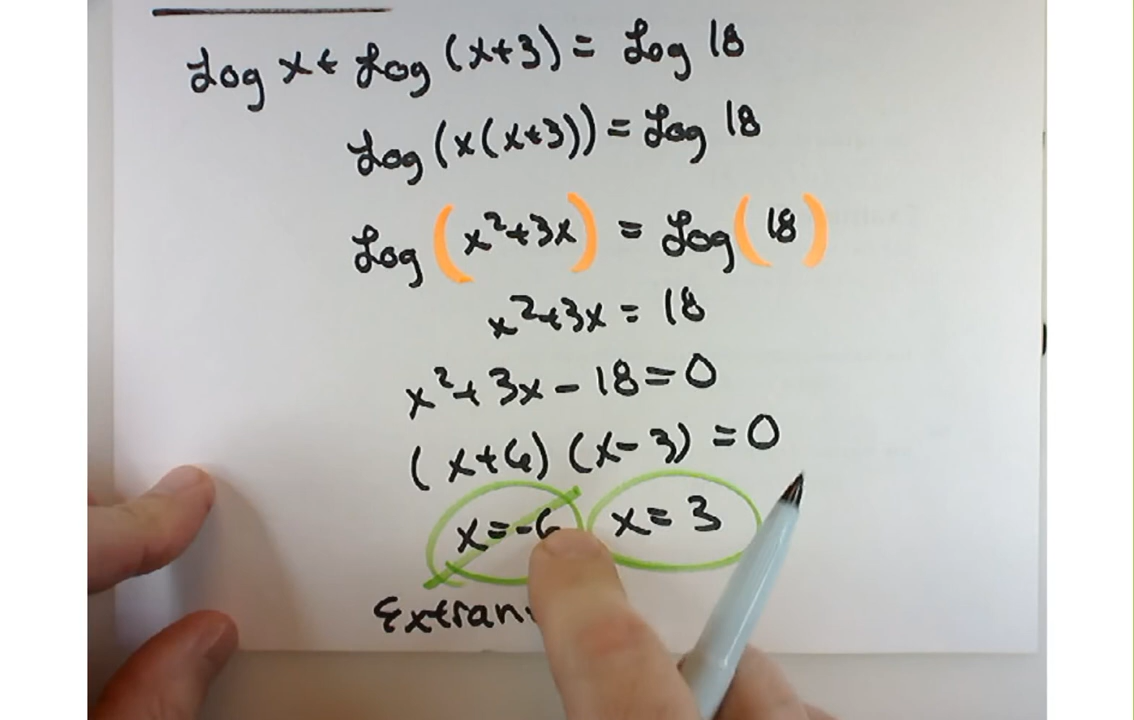 Log x + Log (x+3) = Log 18
Log (x(x+3)) = Log 18
Log (x²+3x) = Log (18)
x²+3x = 18
x²+3x-18=0
(x+6) (x-3) =0
x=-6 x=3